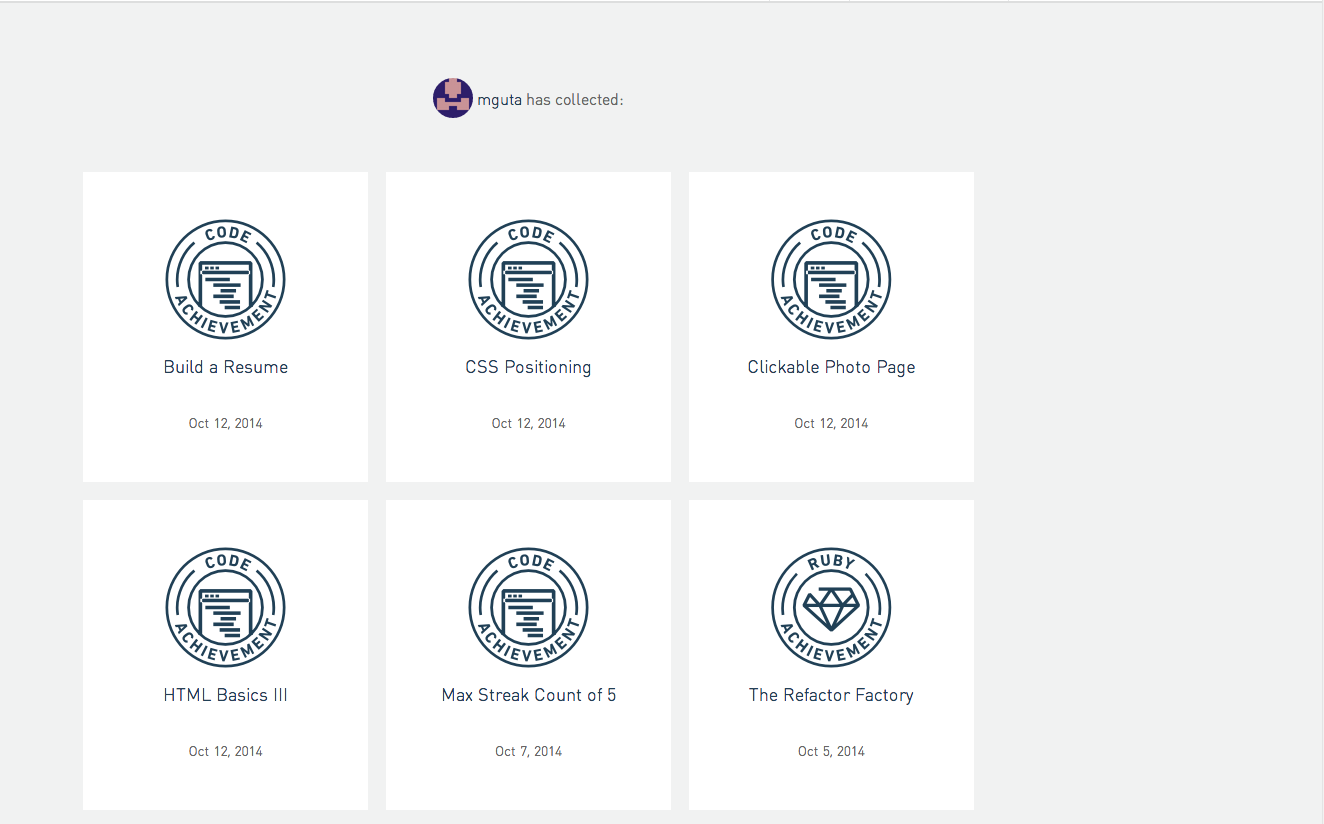 mguta has collected:
CODE ACHIEVEMENT
Build a Resume
Oct 12, 2014
CODE ACHIEVEMENT
CSS Positioning
Oct 12, 2014
CODE ACHIEVEMENT
Clickable Photo Page
Oct 12, 2014
CODE ACHIEVEMENT
HTML Basics III
Oct 12, 2014
CODE ACHIEVEMENT
Max Streak Count of 5
Oct 7, 2014
RUBY ACHIEVEMENT
The Refactor Factory
Oct 5, 2014